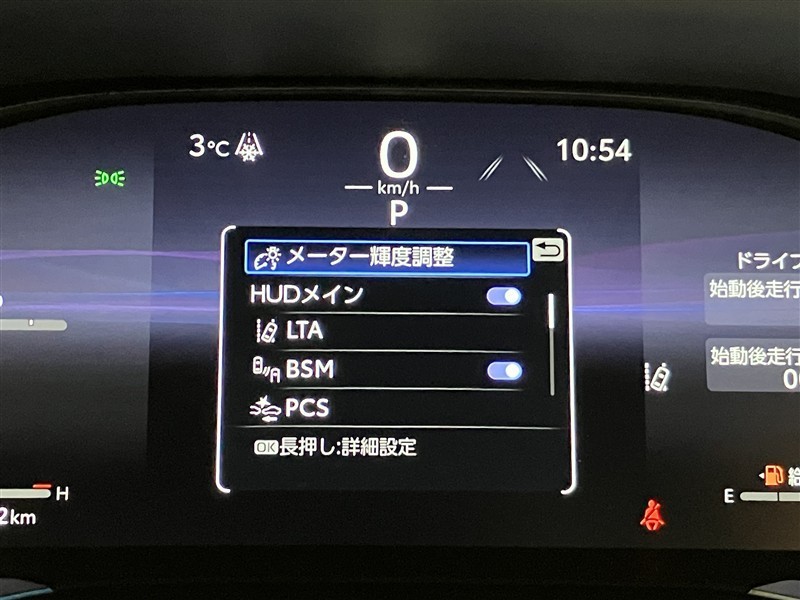 3℃
0
km/h
P
10:54
メーター輝度調整
HUDメイン
LTA
BSM
PCS
OK長押し:詳細設定
ドライブ
始動後走行
始動後走行
H
2km
E
給